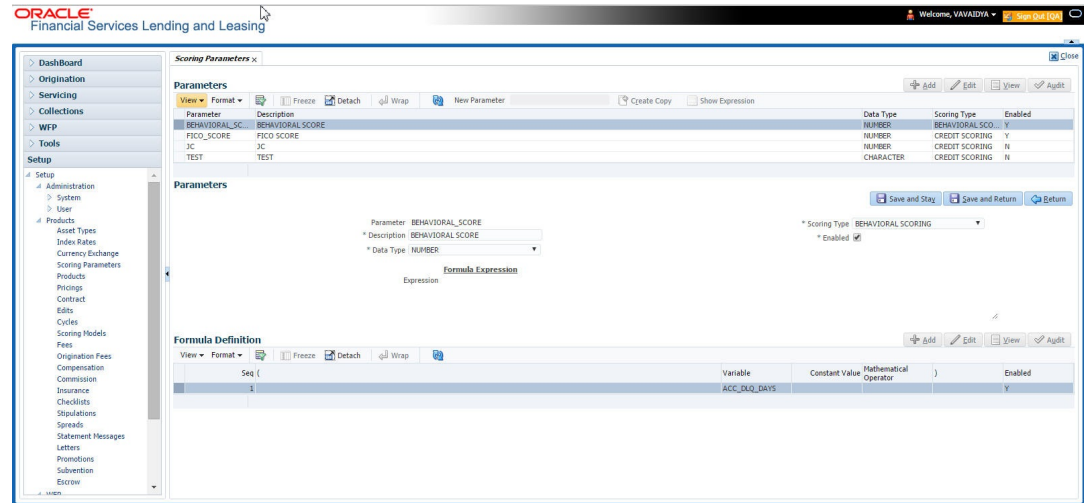 ORACLE'
Financial Services Lending and Leasing
Welcome, VAVAIDYA
Sign Out [QA]
Close
DashBoard
Origination
Servicing
Collections
WFP
Tools
Setup
Setup
Administration
System
User
Products
Asset Types
Index Rates
Currency Exchange
Scoring Parameters
Products
Pricings
Contract
Edits
Cycles
Scoring Models
Fees
Origination Fees
Compensation
Commission
Insurance
Checklists
Stipulations
Spreads
Statement Messages
Letters
Promotions
Subvention
Escrow
WFP
Scoring Parameters x
Parameters
Add Edit View Audit
View Format Freeze Detach Wrap New Parameter Create Copy Show Expression
Parameter Description Data Type Scoring Type Enabled
BEHAVIORAL_SC... BEHAVIORAL SCORE NUMBER BEHAVIORAL SCO... Y
FICO_SCORE FICO SCORE NUMBER CREDIT SCORING Y
JC JC NUMBER CREDIT SCORING N
TEST TEST CHARACTER CREDIT SCORING N
Parameters
Save and Stay Save and Return Return
Parameter BEHAVIORAL_SCORE
* Description BEHAVIORAL SCORE
* Data Type NUMBER
* Scoring Type BEHAVIORAL SCORING
* Enabled
Formula Expression
Expression
Formula Definition
Add Edit View Audit
View Format Freeze Detach Wrap
Seq ( Variable Constant Value Mathematical Operator ) Enabled
1 ACC_DLQ_DAYS Y